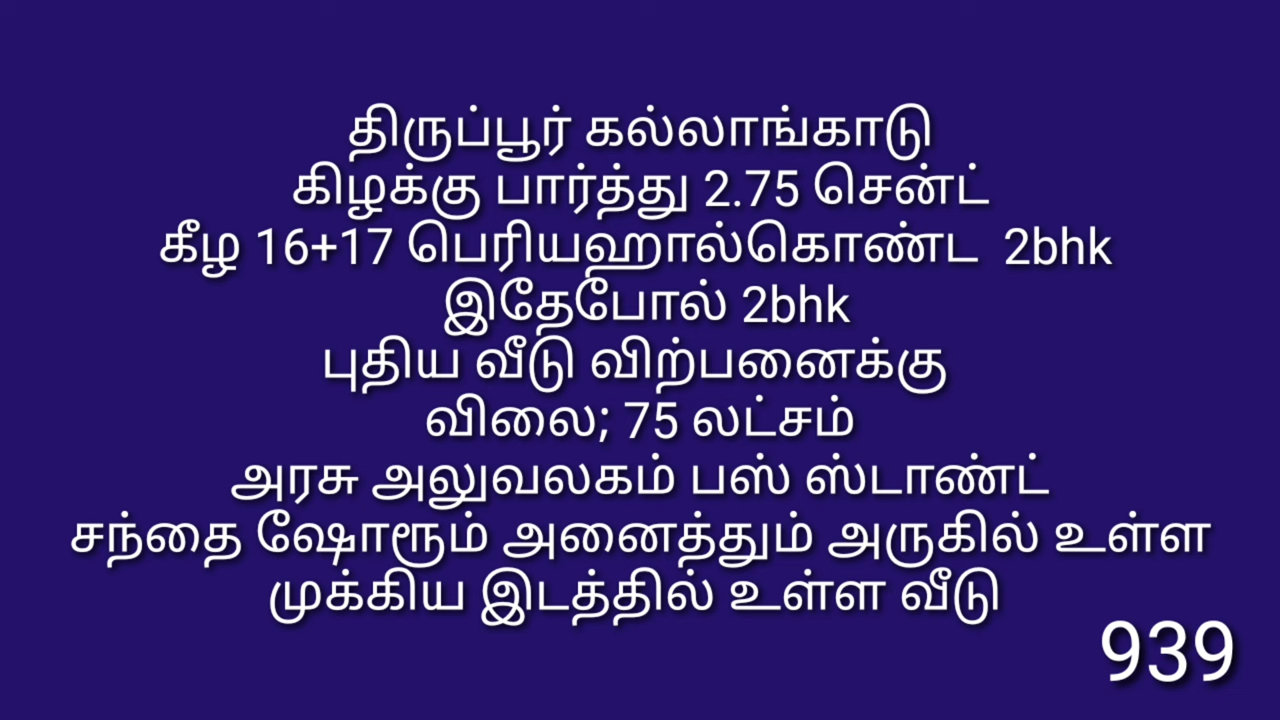 திருப்பூர் கல்லாங்காடு
கிழக்கு பார்த்து 2.75 சென்ட்
கீழ 16+17 பெரியஹால்கொண்ட 2bhk
இதேபோல் 2bhk
புதிய வீடு விற்பனைக்கு
விலை; 75 லட்சம்
அரசு அலுவலகம் பஸ் ஸ்டாண்ட்
சந்தை ஷோரூம் அனைத்தும் அருகில் உள்ள
முக்கிய இடத்தில் உள்ள வீடு
939